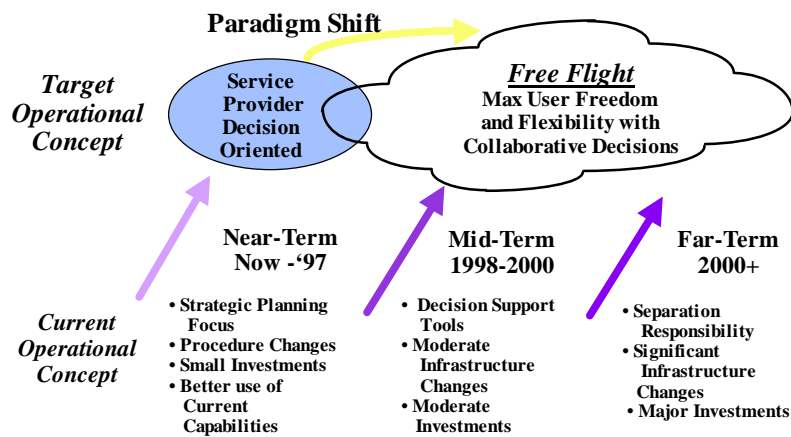 Paradigm Shift
Target
Operational
Concept
Service
Provider
Decision
Oriented
Free Flight
Max User Freedom
and Flexibility with
Collaborative Decisions
Near-Term
Now -‘97
Mid-Term
1998-2000
Far-Term
2000+
Current
Operational
Concept
• Strategic Planning
Focus
• Procedure Changes
• Small Investments
• Better use of
Current
Capabilities
• Decision Support
Tools
• Moderate
Infrastructure
Changes
• Moderate
Investments
• Separation
Responsibility
• Significant
Infrastructure
Changes
• Major Investments